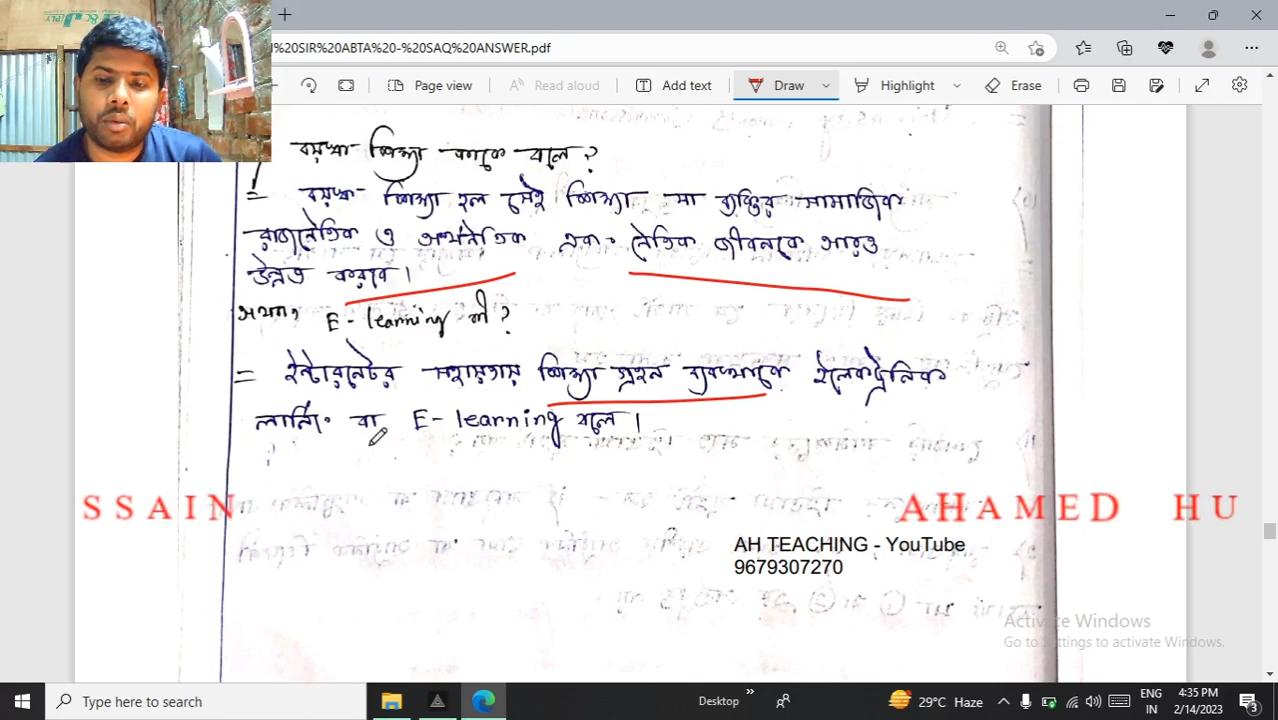 J%20SIR%20ABTA%20-%20SAQ%20ANSWER.pdf
Page view
Read aloud
Add text
Draw
Highlight
Erase
বয়স্ক শিক্ষা কাকে বলে?
= বয়স্ক শিক্ষা হল সেই শিক্ষা যা ব্যক্তির সামাজিক
রাজনৈতিক ও অর্থনৈতিক এবং নৈতিক জীবনকে আরও
উন্নত করবে।
অথবা, E-learning কী?
= ইন্টারনেটের সহায়তায় শিক্ষা গ্রহন ব্যবস্থাকে ইলেকট্রনিক
লার্নিং বা E-learning বলে।
SSAIN AHAMED HU
AH TEACHING - YouTube
9679307270
Activate Windows
Go to Settings to activate Windows.
Type here to search
Desktop
29°C Haze
ENG
IN
4:35 PM
2/14/2023
3